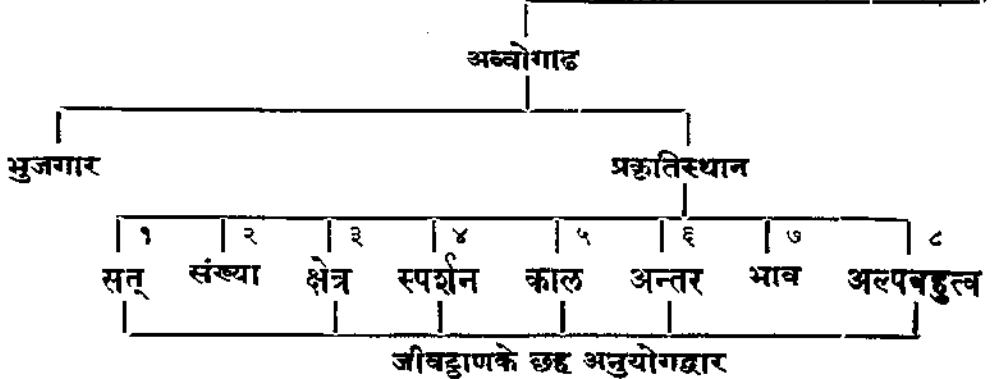 अव्वोगाढ
भुजगार प्रकृतिस्थान
१ २ ३ ४ ५ ६ ७ ८
सत् संख्या क्षेत्र स्पर्शन काल अन्तर भाव अल्पबहुत्व
जीवट्ठाणके छह अनुयोगद्वार